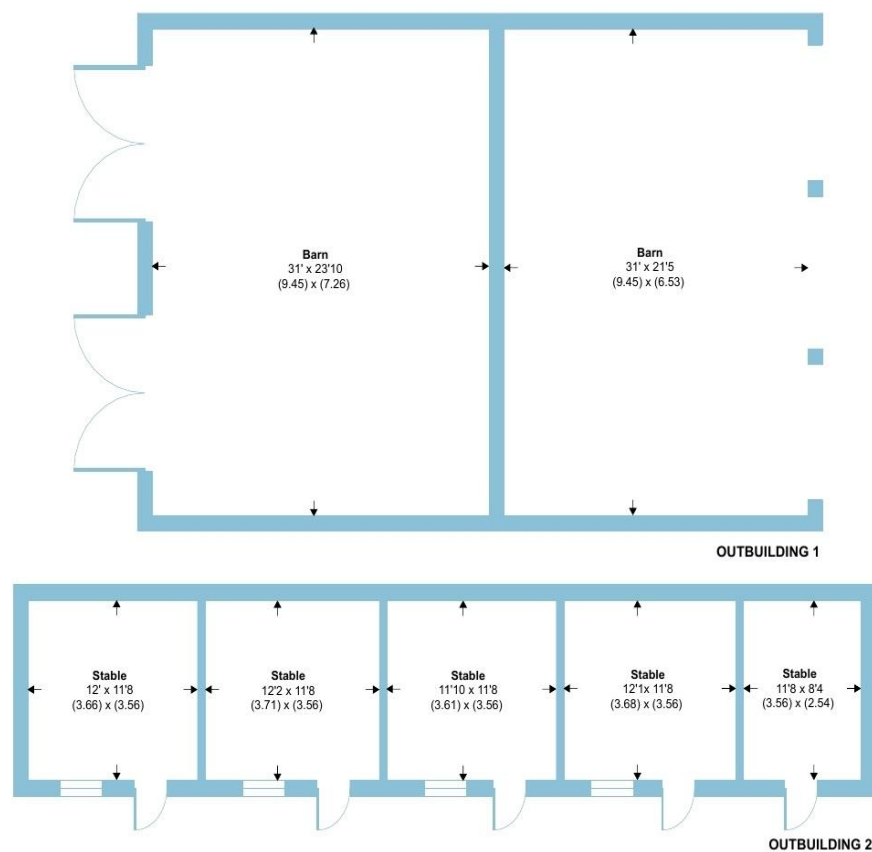 Barn
31' x 23'10
(9.45) x (7.26)
Barn
31' x 21'5
(9.45) x (6.53)
OUTBUILDING 1
Stable
12' x 11'8
(3.66) x (3.56)
Stable
12'2 x 11'8
(3.71) x (3.56)
Stable
11'10 x 11'8
(3.61) x (3.56)
Stable
12'1x 11'8
(3.68) x (3.56)
Stable
11'8 x 8'4
(3.56) x (2.54)
OUTBUILDING 2